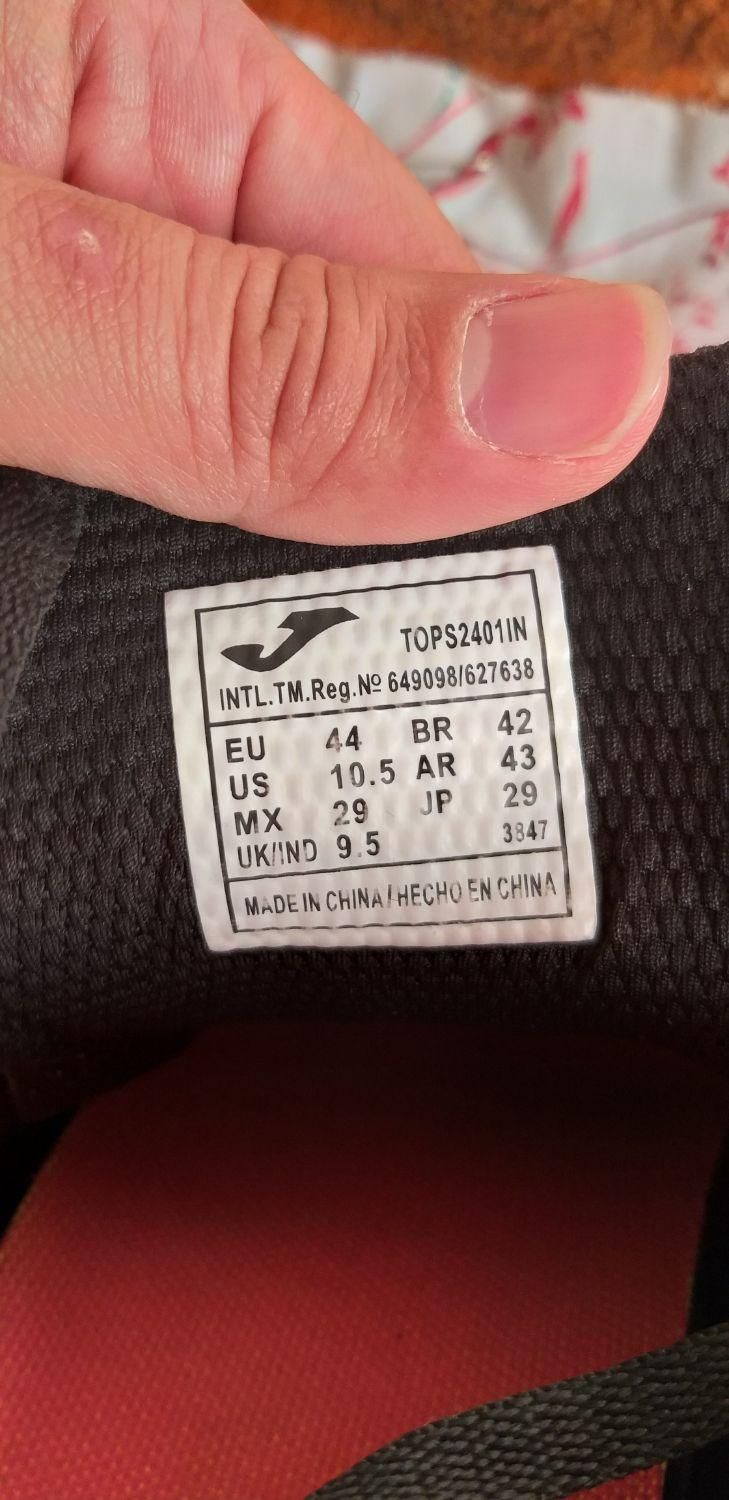 TOPS2401IN
INTL.TM.Reg.Nº 649098/627638
EU 44 BR 42
US 10.5 AR 43
MX 29 JP 29
UK/IND 9.5 3847
MADE IN CHINA/HECHO EN CHINA